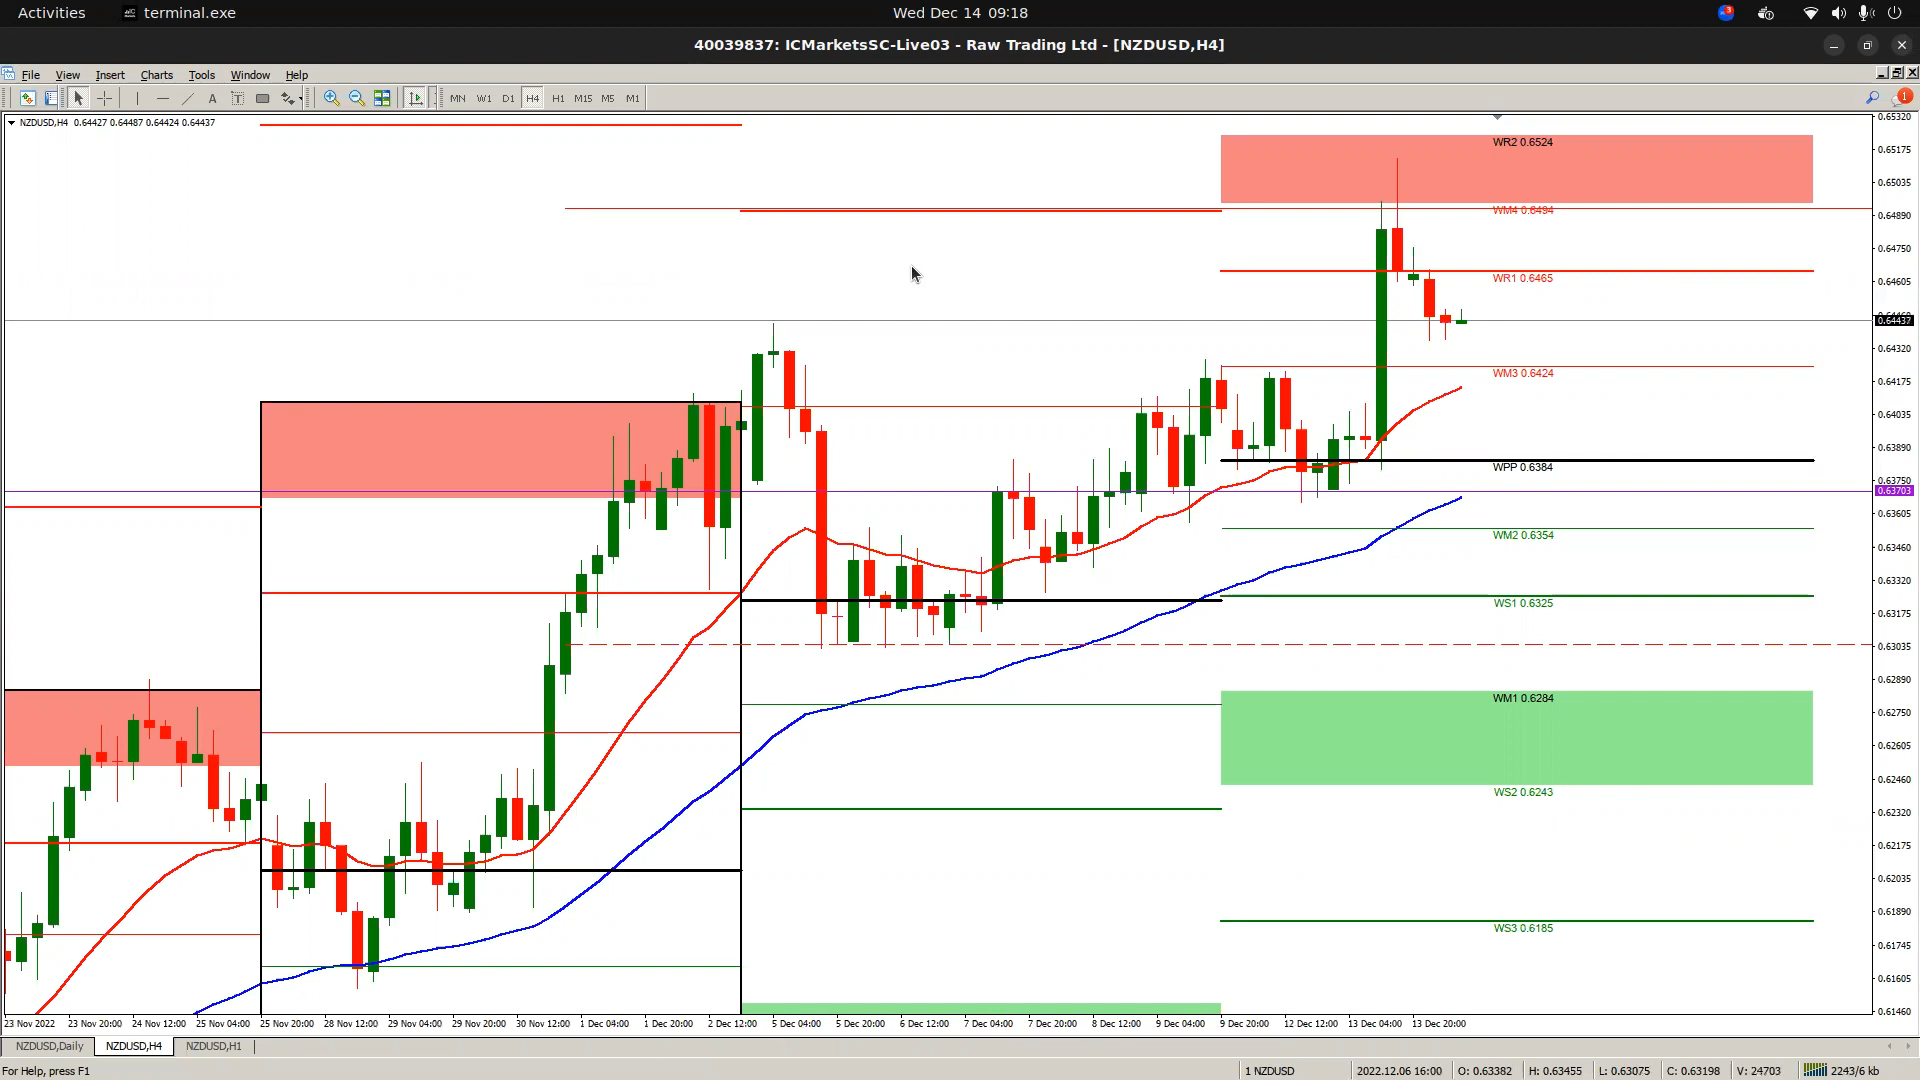 Activities
terminal.exe
Wed Dec 14 09:18
3
40039837: ICMarketsSC-Live03 - Raw Trading Ltd - [NZDUSD,H4]
File View Insert Charts Tools Window Help
A T MN W1 D1 H4 H1 M15 M5 M1
1
NZDUSD,H4 0.64427 0.64487 0.64424 0.64437
0.65320
WR2 0.6524
0.65175
0.65035
WM4 0.6494
0.64890
0.64750
WR1 0.6465
0.64605
0.64437
0.64320
WM3 0.6424
0.64175
0.64035
0.63890
WPP 0.6384
0.63750
0.63703
0.63605
WM2 0.6354
0.63460
0.63320
WS1 0.6325
0.63175
0.63035
0.62890
WM1 0.6284
0.62750
0.62605
0.62460
WS2 0.6243
0.62320
0.62175
0.62035
0.61890
WS3 0.6185
0.61745
0.61605
0.61460
23 Nov 2022 23 Nov 20:00 24 Nov 12:00 25 Nov 04:00 25 Nov 20:00 28 Nov 12:00 29 Nov 04:00 29 Nov 20:00 30 Nov 12:00 1 Dec 04:00 1 Dec 20:00 2 Dec 12:00 5 Dec 04:00 5 Dec 20:00 6 Dec 12:00 7 Dec 04:00 7 Dec 20:00 8 Dec 12:00 9 Dec 04:00 9 Dec 20:00 12 Dec 12:00 13 Dec 04:00 13 Dec 20:00
NZDUSD,Daily NZDUSD,H4 NZDUSD,H1
For Help, press F1
1 NZDUSD
2022.12.06 16:00 O: 0.63382 H: 0.63455 L: 0.63075 C: 0.63198 V: 24703 2243/6 kb